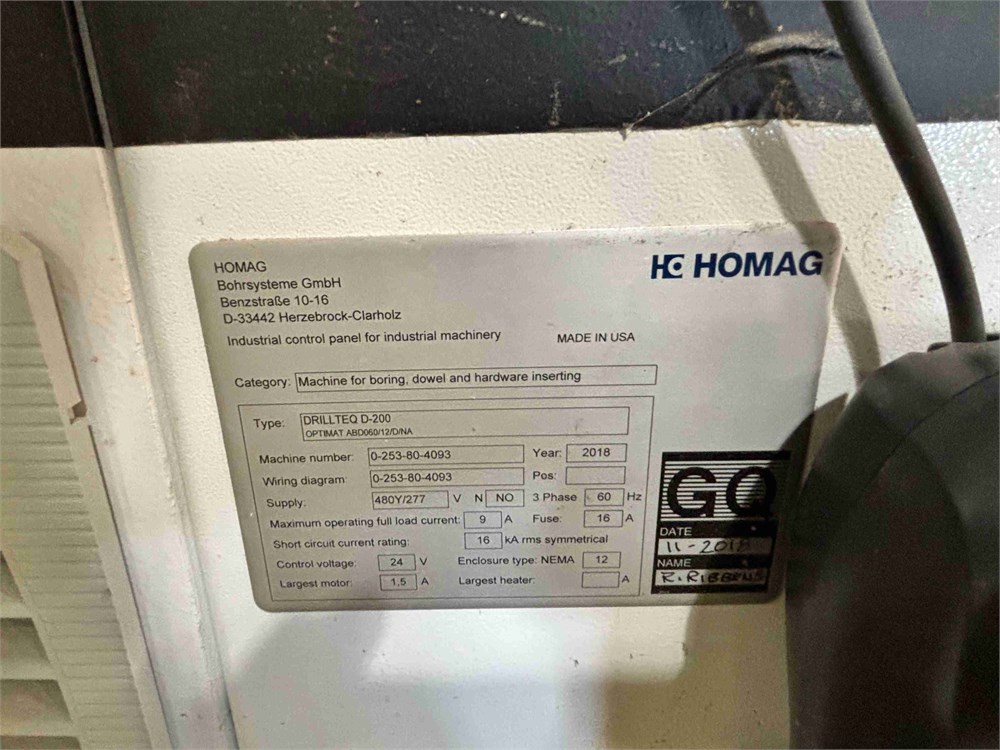 HOMAG
Bohrsysteme GmbH
Benzstraße 10-16
D-33442 Herzebrock-Clarholz
HOMAG
Industrial control panel for industrial machinery MADE IN USA
Category: Machine for boring, dowel and hardware inserting
Type: DRILLTEQ D-200
OPTIMAT ABD060/12/D/NA
Machine number: 0-253-80-4093 Year: 2018
Wiring diagram: 0-253-80-4093 Pos:
Supply: 480Y/277 V N NO 3 Phase 60 Hz
Maximum operating full load current: 9 A Fuse: 16 A
Short circuit current rating: 16 kA rms symmetrical
Control voltage: 24 V Enclosure type: NEMA 12
Largest motor: 1,5 A Largest heater: A
GQ
DATE
11-2018
NAME
R. RIBBENS